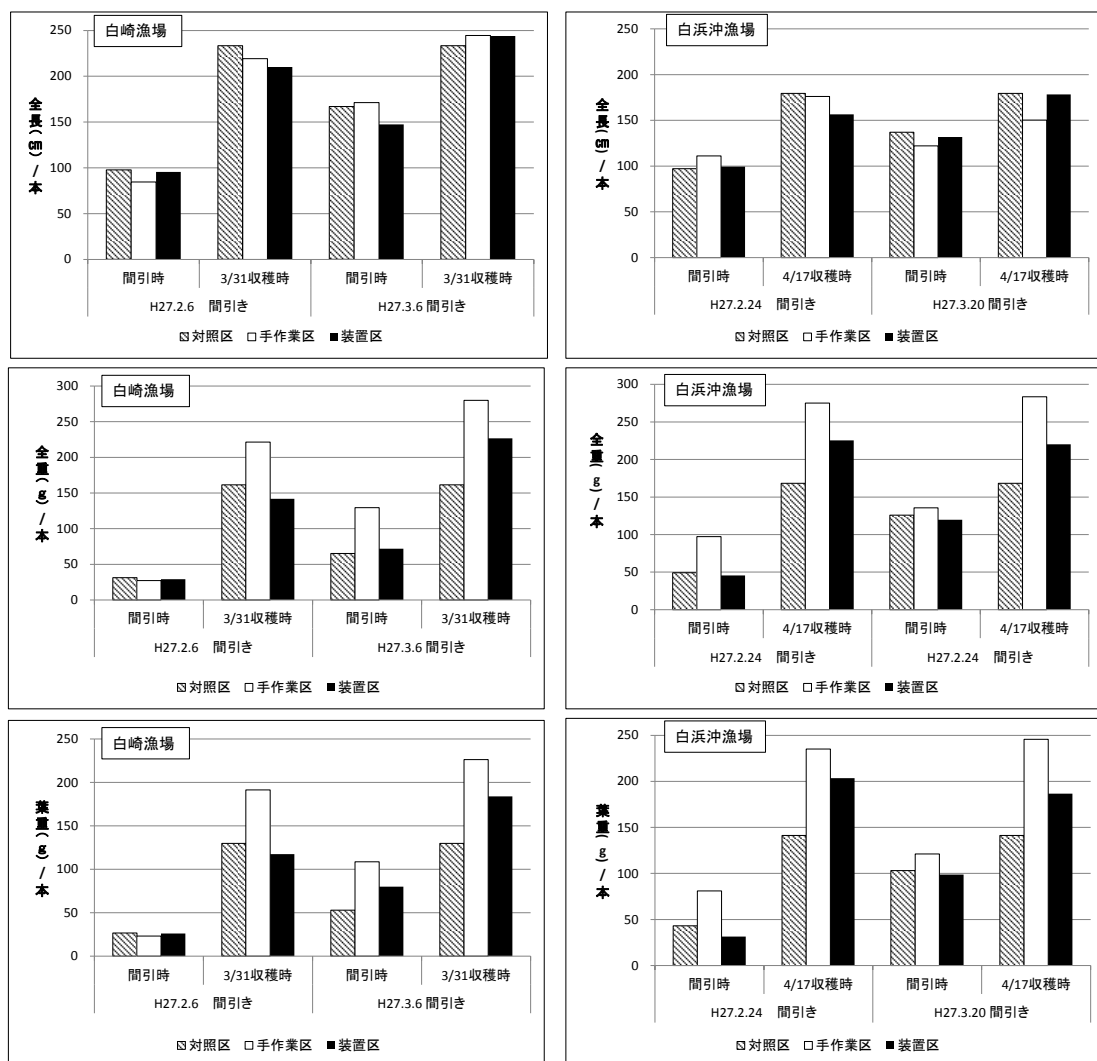 白崎漁場
全長(㎝)/本
250
200
150
100
50
0
間引時 3/31収穫時 間引時 3/31収穫時
H27.2.6 間引き H27.3.6 間引き
対照区 手作業区 装置区
白浜沖漁場
全長(㎝)/本
250
200
150
100
50
0
間引時 4/17収穫時 間引時 4/17収穫時
H27.2.24 間引き H27.3.20 間引き
対照区 手作業区 装置区
白崎漁場
全重(g)/本
300
250
200
150
100
50
0
間引時 3/31収穫時 間引時 3/31収穫時
H27.2.6 間引き H27.3.6 間引き
対照区 手作業区 装置区
白浜沖漁場
全重(g)/本
300
250
200
150
100
50
0
間引時 4/17収穫時 間引時 4/17収穫時
H27.2.24 間引き H27.2.24 間引き
対照区 手作業区 装置区
白崎漁場
葉重(g)/本
250
200
150
100
50
0
間引時 3/31収穫時 間引時 3/31収穫時
H27.2.6 間引き H27.3.6 間引き
対照区 手作業区 装置区
白浜沖漁場
葉重(g)/本
250
200
150
100
50
0
間引時 4/17収穫時 間引時 4/17収穫時
H27.2.24 間引き H27.3.20 間引き
対照区 手作業区 装置区